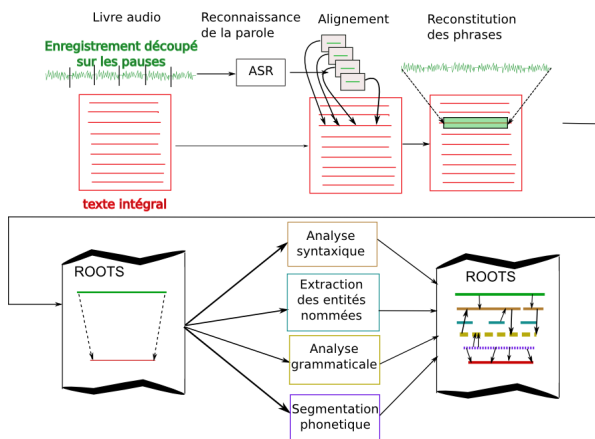 Livre audio
Reconnaissance
de la parole
Alignement
Reconstitution
des phrases
Enregistrement découpé
sur les pauses
ASR
texte intégral
ROOTS
Analyse
syntaxique
Extraction
des entités
nommées
Analyse
grammaticale
Segmentation
phonetique
ROOTS